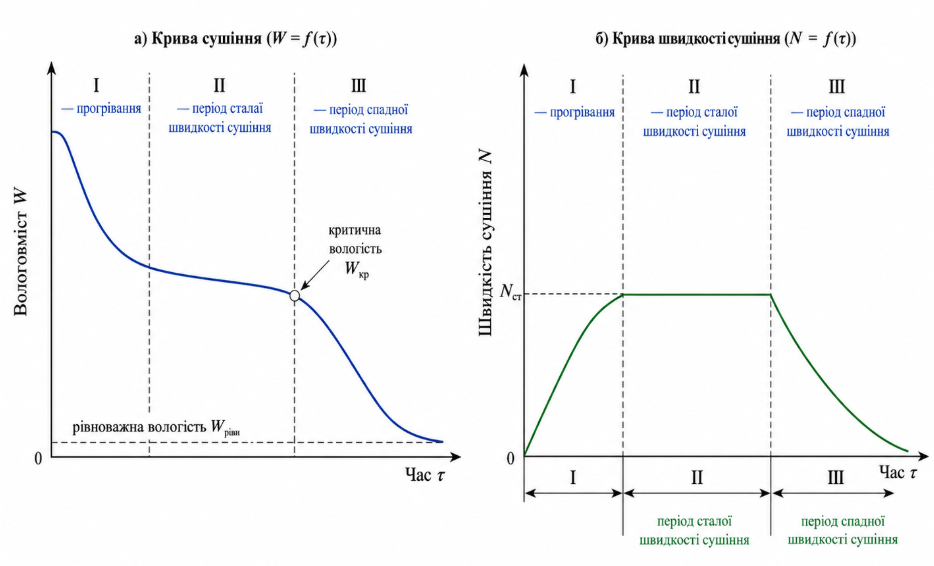 а) Крива сушіння (W = f(τ))
I
II
III
— прогрівання
— період сталої
швидкості сушіння
— період спадної
швидкості сушіння
Вологовміст W
критична
вологість
Wкр
рівноважна вологість Wрівн
0
Час τ
б) Крива швидкості сушіння (N = f(τ))
I
II
III
— прогрівання
— період сталої
швидкості сушіння
— період спадної
швидкості сушіння
Швидкість сушіння N
Nст
0
Час τ
I
II
III
період сталої
швидкості сушіння
період спадної
швидкості сушіння